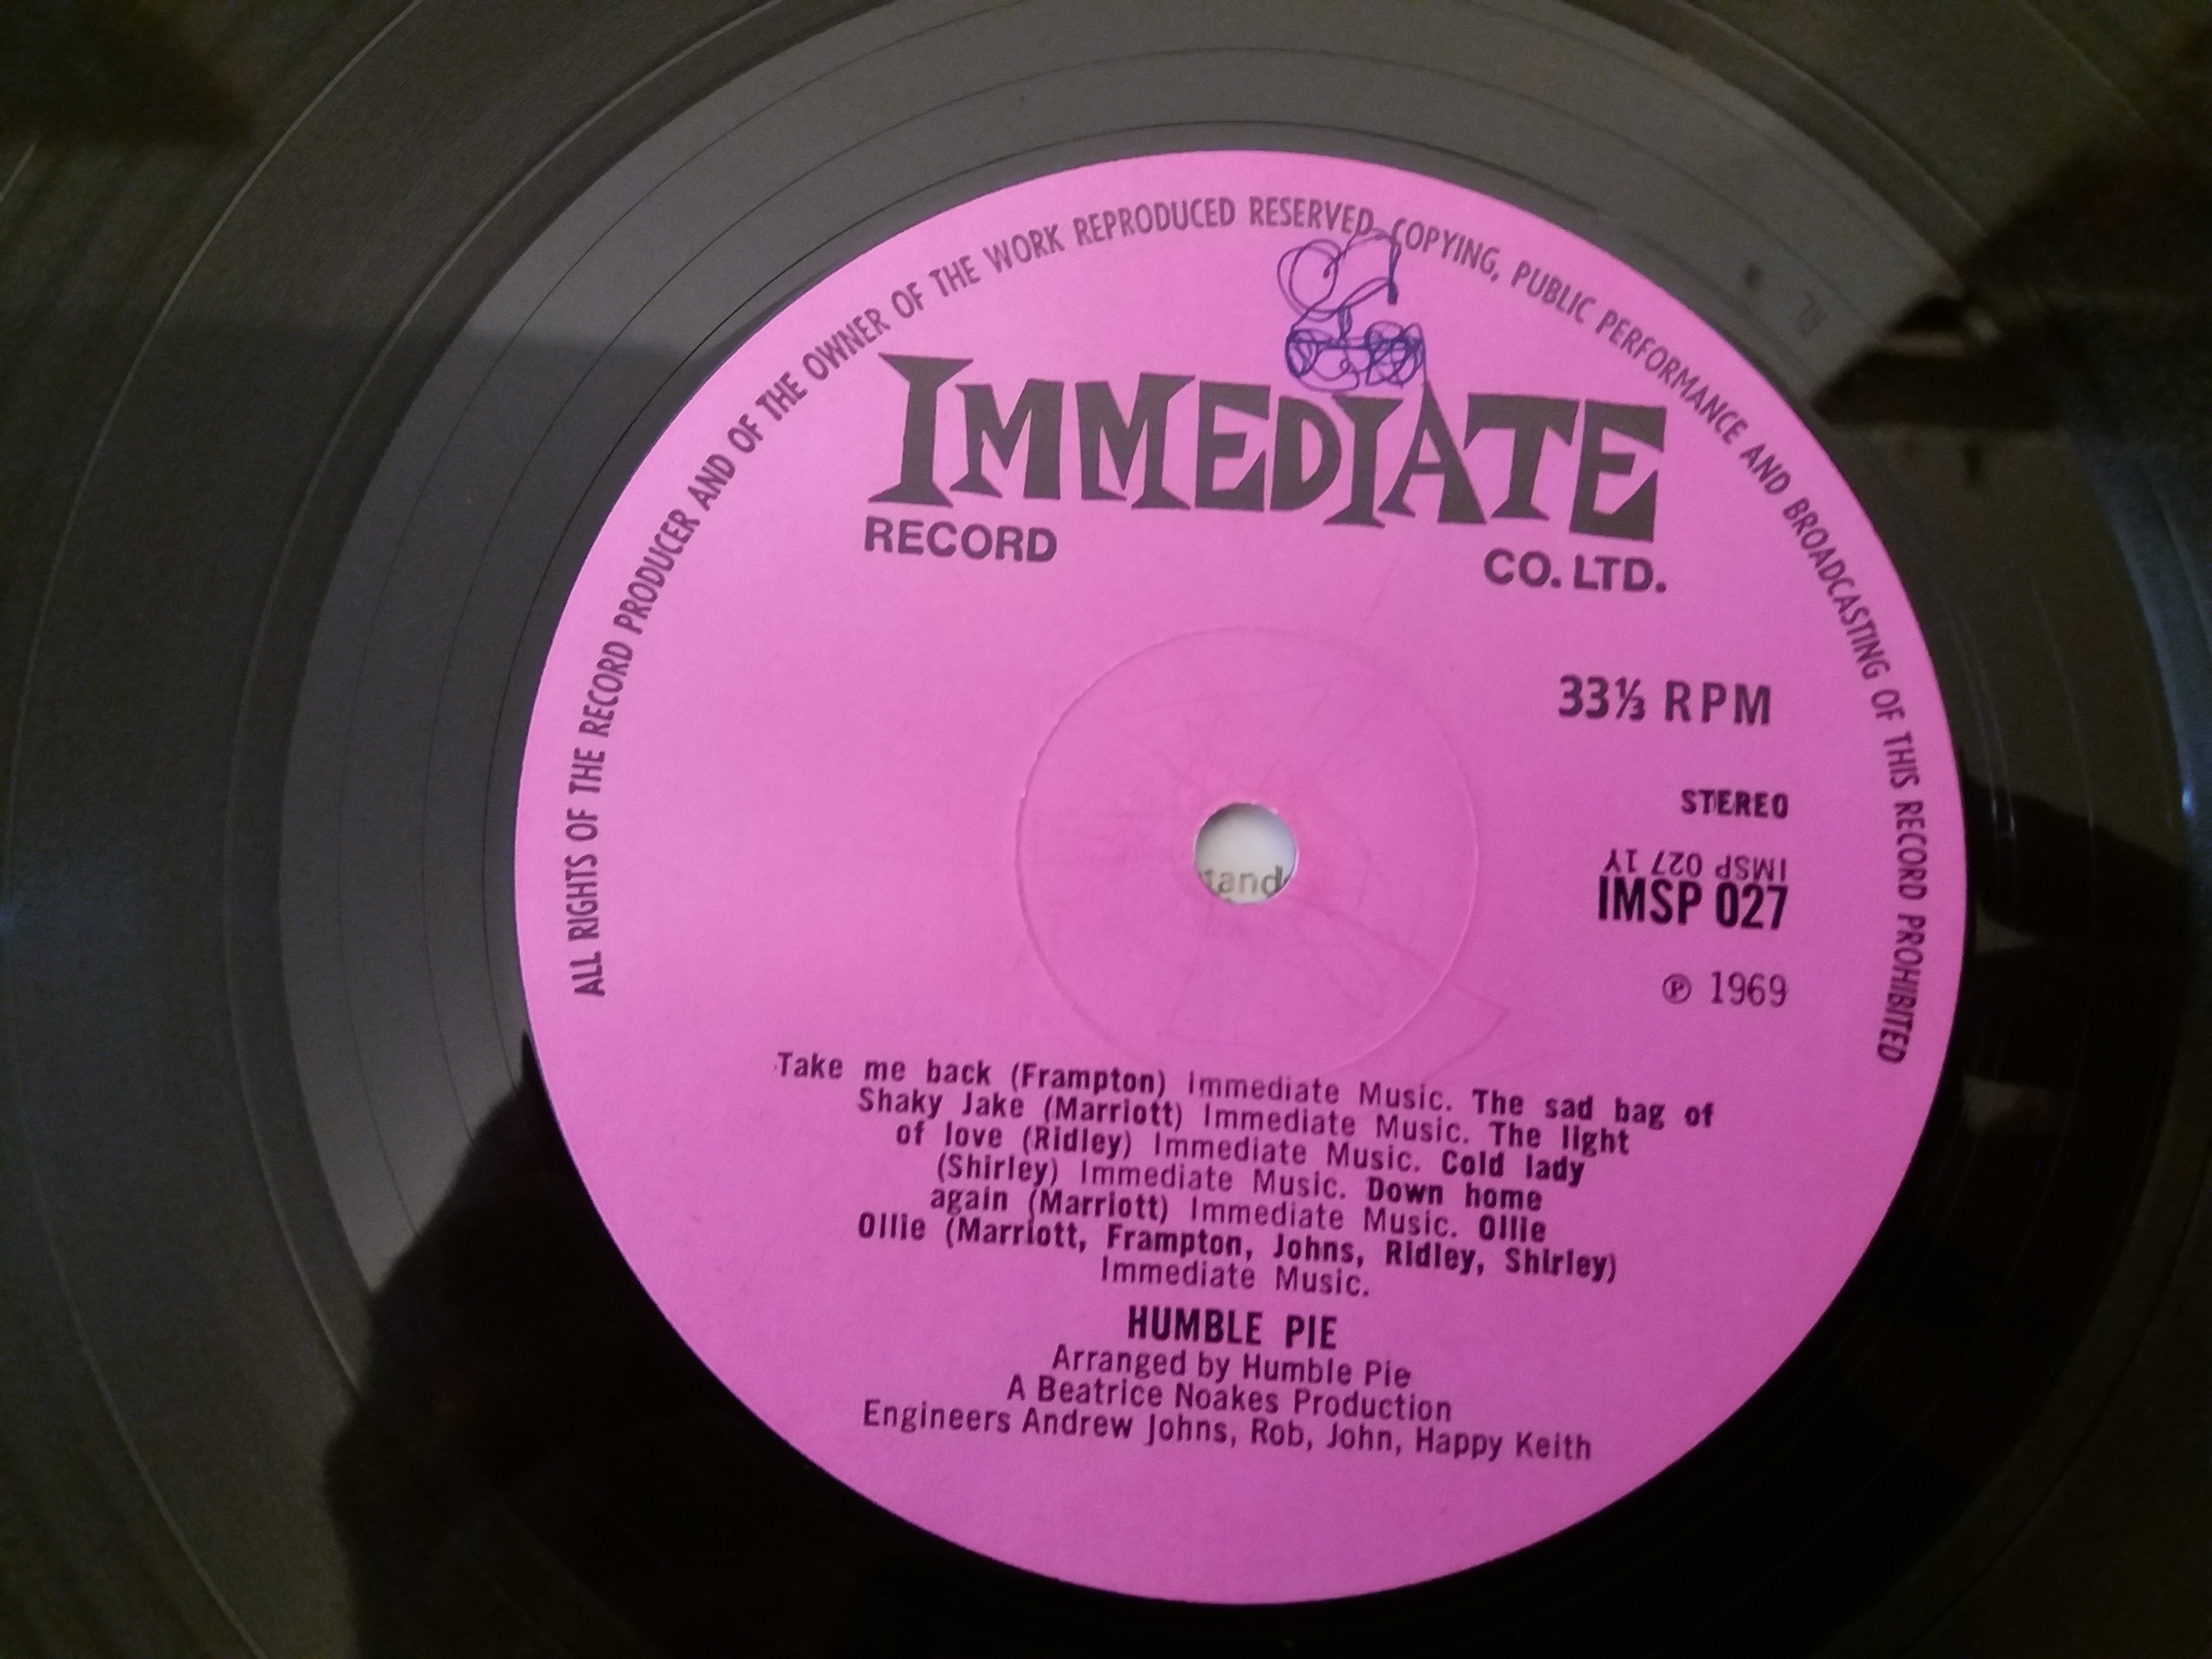 ALL RIGHTS OF THE RECORD PRODUCER AND OF THE OWNER OF THE WORK REPRODUCED RESERVED. COPYING, PUBLIC PERFORMANCE AND BROADCASTING OF THIS RECORD PROHIBITED
IMMEDIATE
RECORD CO. LTD.
33⅓ RPM
STEREO
IMSP 027 1Y
IMSP 027
℗ 1969
Take me back (Frampton) Immediate Music. The sad bag of
Shaky Jake (Marriott) Immediate Music. The light
of love (Ridley) Immediate Music. Cold lady
(Shirley) Immediate Music. Down home
again (Marriott) Immediate Music. Ollie
Ollie (Marriott, Frampton, Johns, Ridley, Shirley)
Immediate Music.
HUMBLE PIE
Arranged by Humble Pie
A Beatrice Noakes Production
Engineers Andrew Johns, Rob, John, Happy Keith